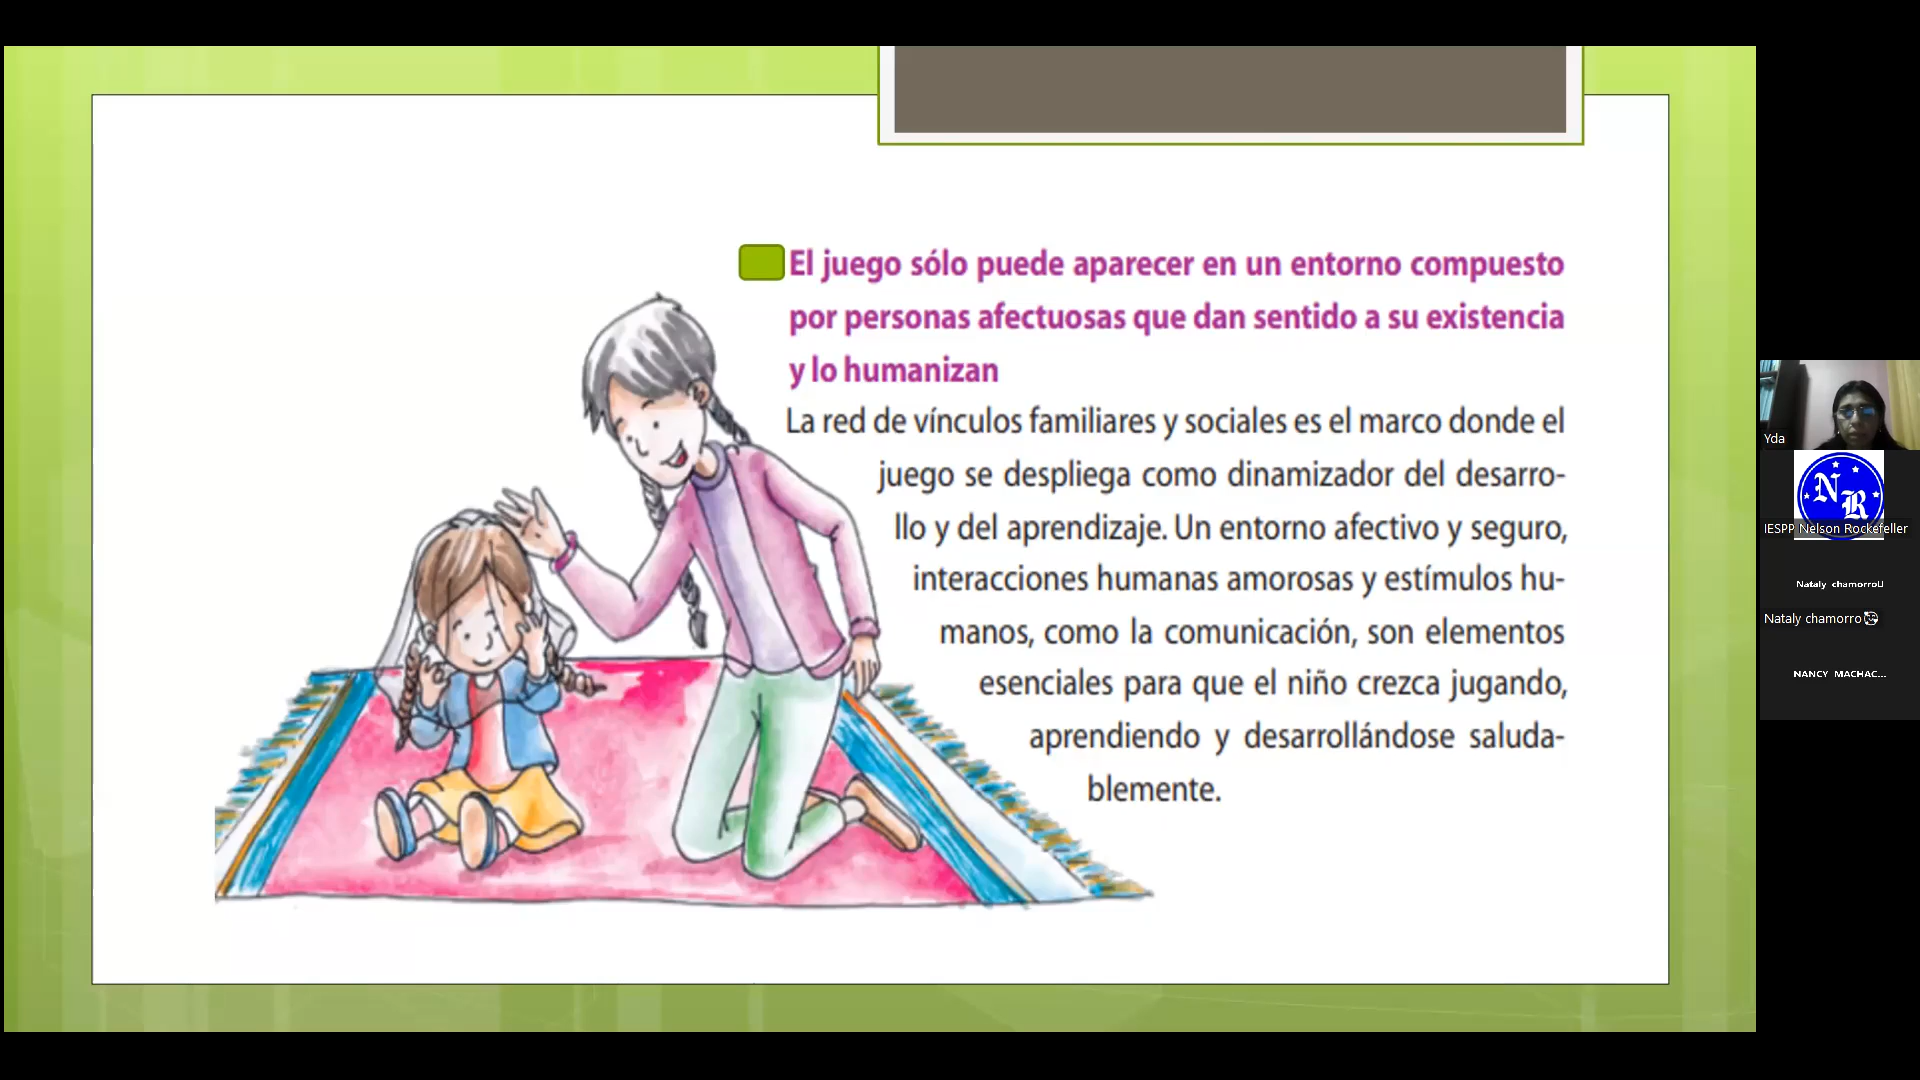 El juego sólo puede aparecer en un entorno compuesto
por personas afectuosas que dan sentido a su existencia
y lo humanizan
La red de vínculos familiares y sociales es el marco donde el
juego se despliega como dinamizador del desarro-
llo y del aprendizaje. Un entorno afectivo y seguro,
interacciones humanas amorosas y estímulos hu-
manos, como la comunicación, son elementos
esenciales para que el niño crezca jugando,
aprendiendo y desarrollándose saluda-
blemente.
Yda
N R
IESPP Nelson Rockefeller
Nataly chamorroU
Nataly chamorro
NANCY MACHAC...